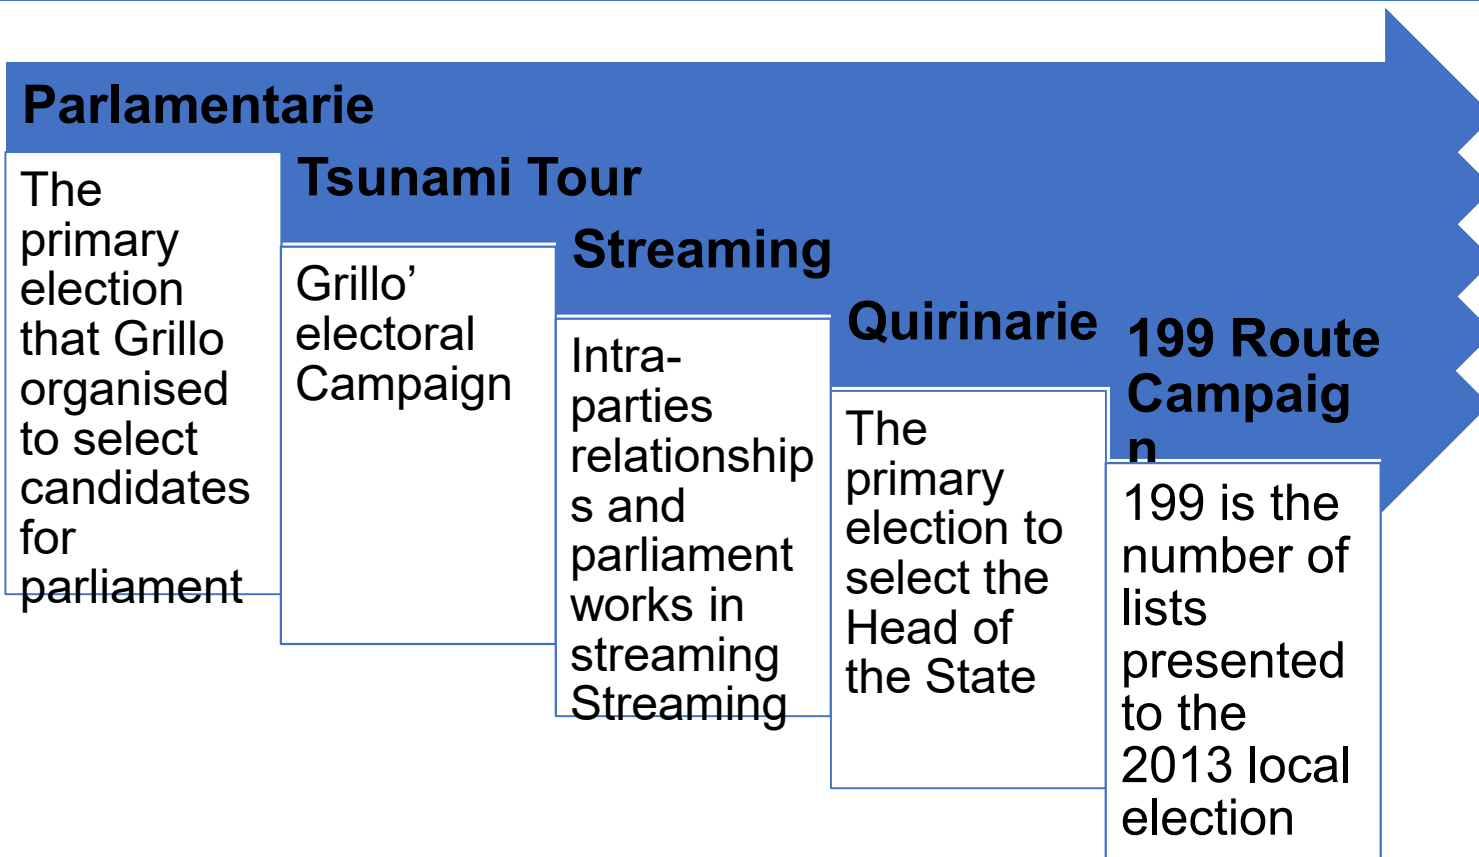 Parlamentarie
The
primary
election
that Grillo
organised
to select
candidates
for
parliament
Tsunami Tour
Grillo’
electoral
Campaign
Streaming
Intra-
parties
relationship
s and
parliament
works in
streaming
Streaming
Quirinarie
The
primary
election to
select the
Head of
the State
199 Route
Campaig
n
199 is the
number of
lists
presented
to the
2013 local
election